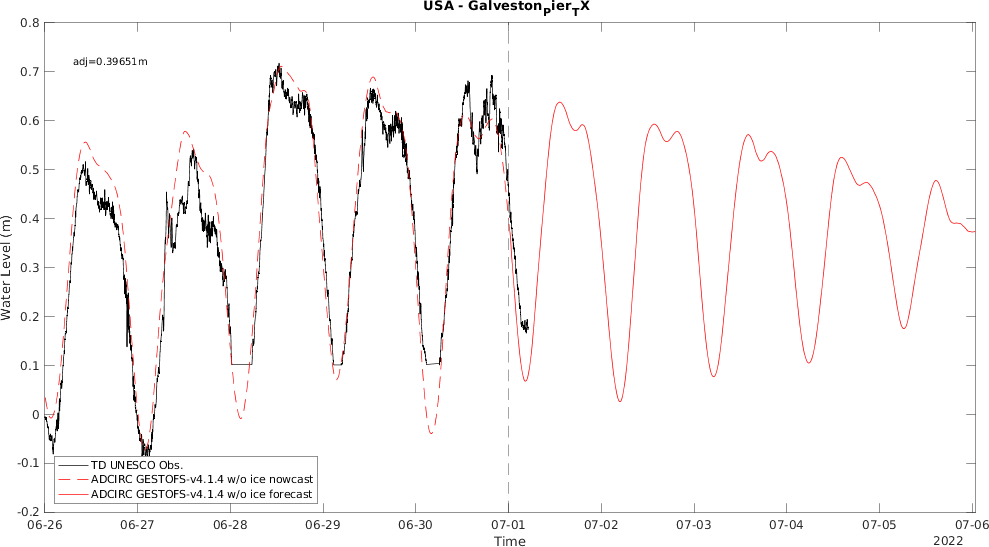 USA - GalvestonPierTX
adj=0.39651m
0.8
0.7
0.6
0.5
0.4
0.3
0.2
0.1
0
-0.1
-0.2
Water Level (m)
TD UNESCO Obs.
ADCIRC GESTOFS-v4.1.4 w/o ice nowcast
ADCIRC GESTOFS-v4.1.4 w/o ice forecast
06-26 06-27 06-28 06-29 06-30 07-01 07-02 07-03 07-04 07-05 07-06
Time
2022